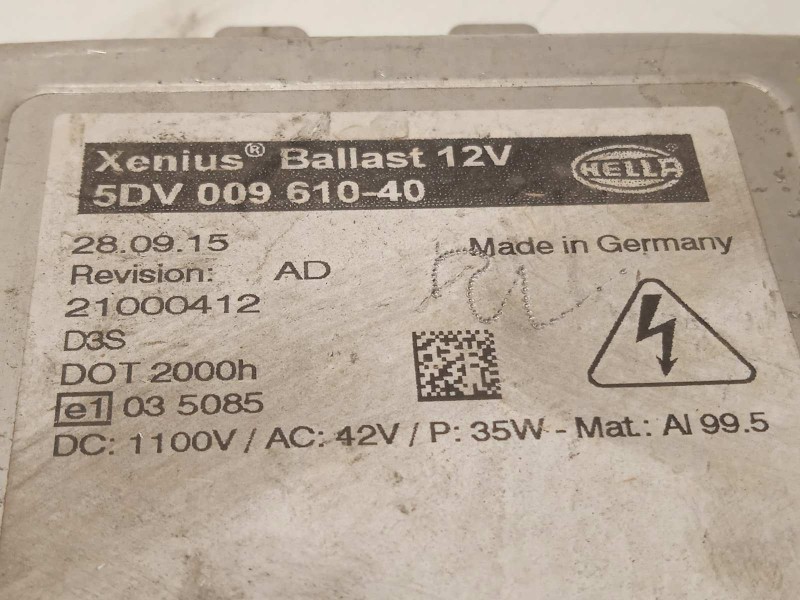 Xenius® Ballast 12V
5DV 009 610-40
HELLA
28.09.15
Made in Germany
Revision: AD
21000412
D3S
DOT 2000h
e1 03 5085
DC: 1100V / AC: 42V / P: 35W - Mat.: Al 99.5